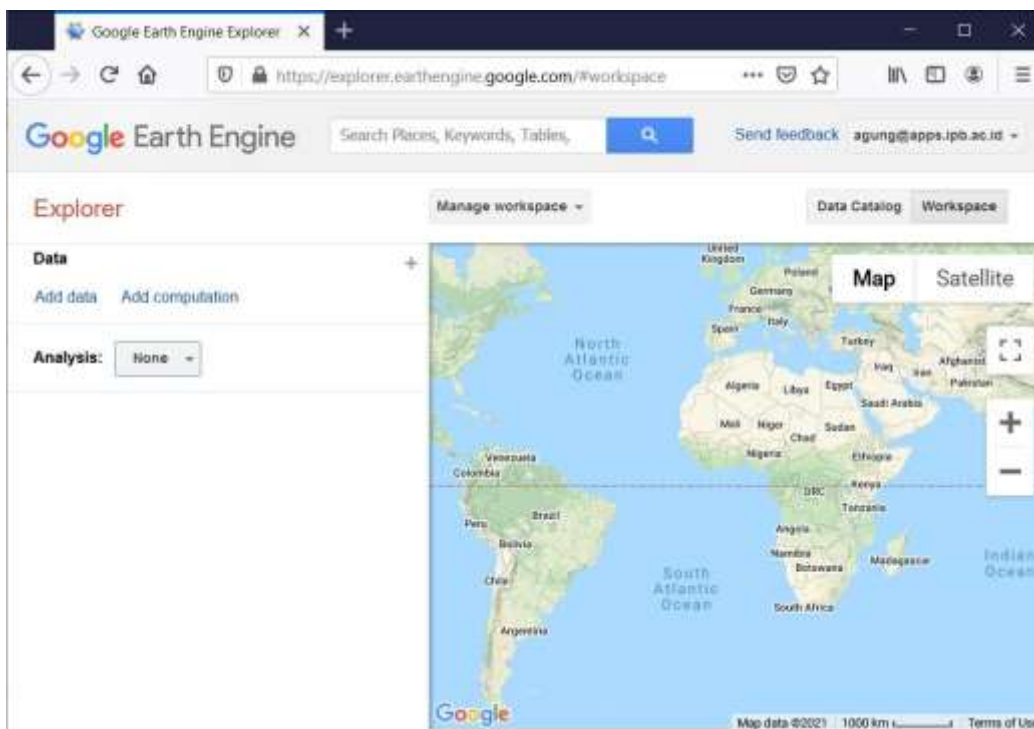 Google Earth Engine Explorer
https://explorer.earthengine.google.com/#workspace
Google Earth Engine
Search Places, Keywords, Tables,
Send feedback
agung@apps.ipb.ac.id
Explorer
Manage workspace
Data Catalog
Workspace
Data
Add data
Add computation
Analysis:
None
Map
Satellite
United
Kingdom
Poland
Germany
France
Spain
Italy
Turkey
North
Atlantic
Ocean
Iraq
Iran
Afghanist
Pakistan
Algeria
Libya
Egypt
Saudi Arabia
Mali
Niger
Chad
Sudan
Nigeria
Ethiopia
Venezuela
Colombia
DRC
Kenya
Tanzania
Peru
Brazil
Bolivia
Angola
Namibia
Botswana
Madagascar
Indian
Ocean
Chile
South
Atlantic
Ocean
South Africa
Argentina
Google
Map data ©2021
1000 km
Terms of Use